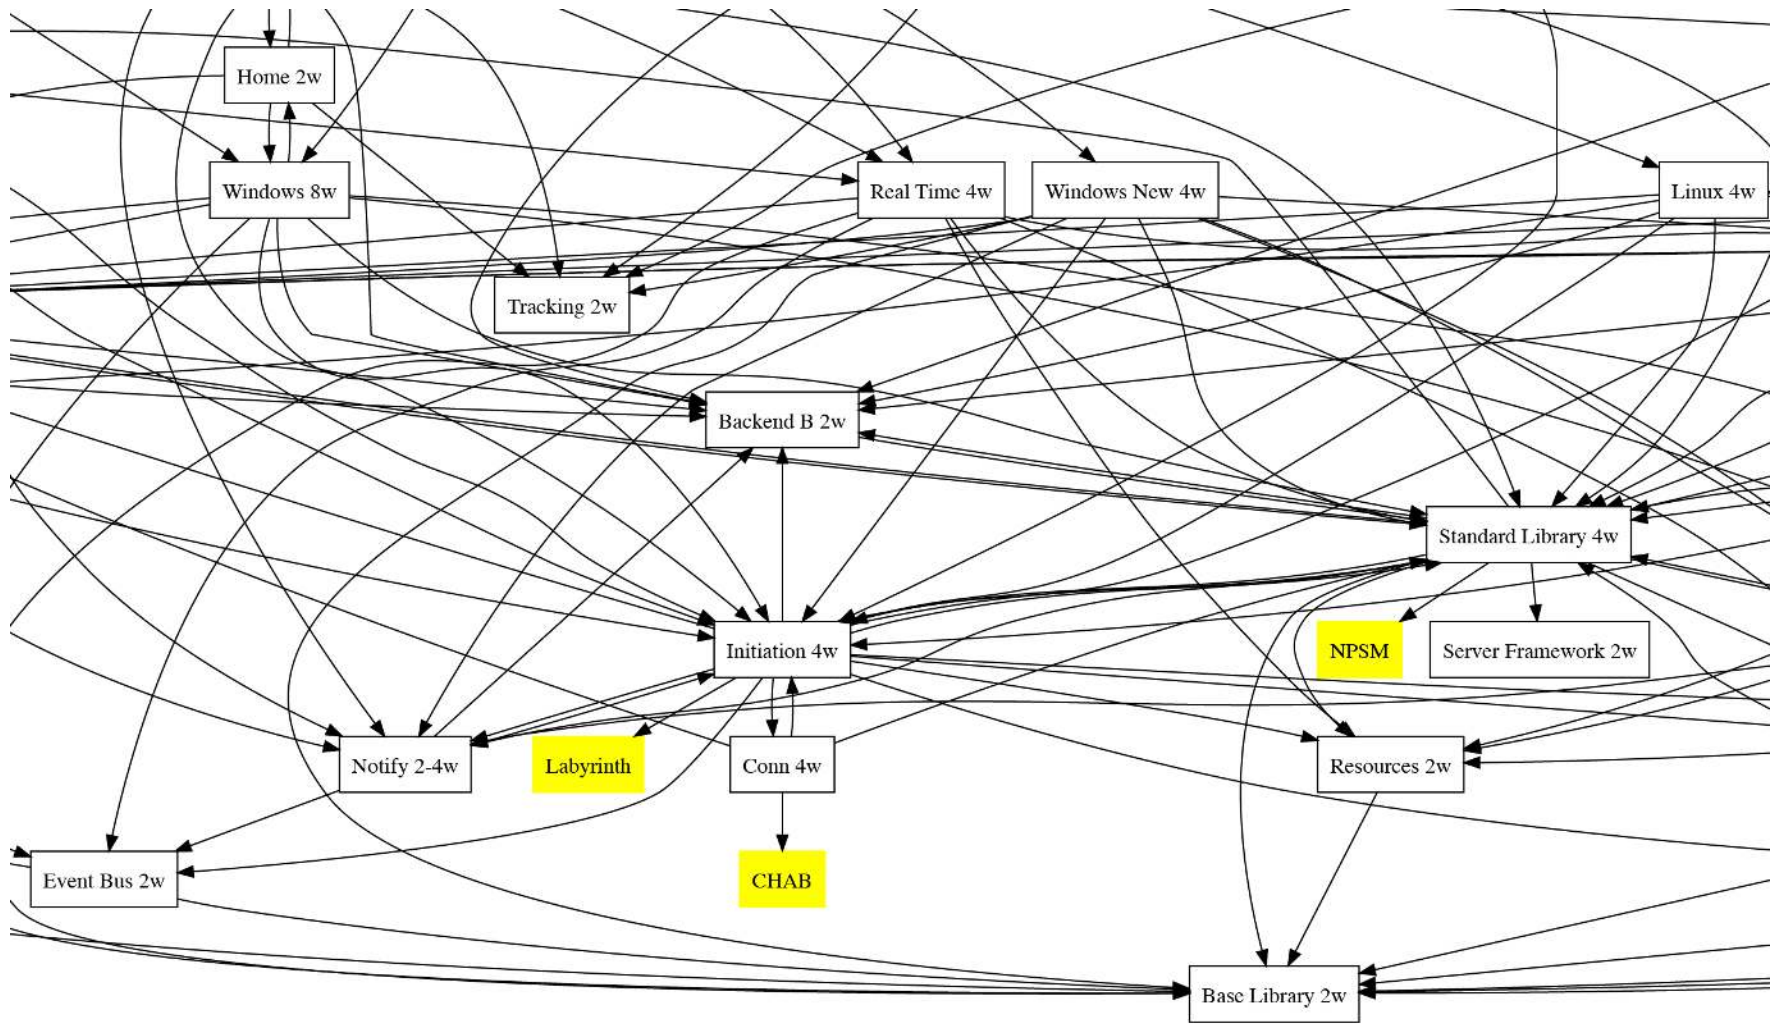 Home 2w
Windows 8w
Real Time 4w
Windows New 4w
Linux 4w
Tracking 2w
Backend B 2w
Standard Library 4w
Initiation 4w
NPSM
Server Framework 2w
Notify 2-4w
Labyrinth
Conn 4w
Resources 2w
Event Bus 2w
CHAB
Base Library 2w